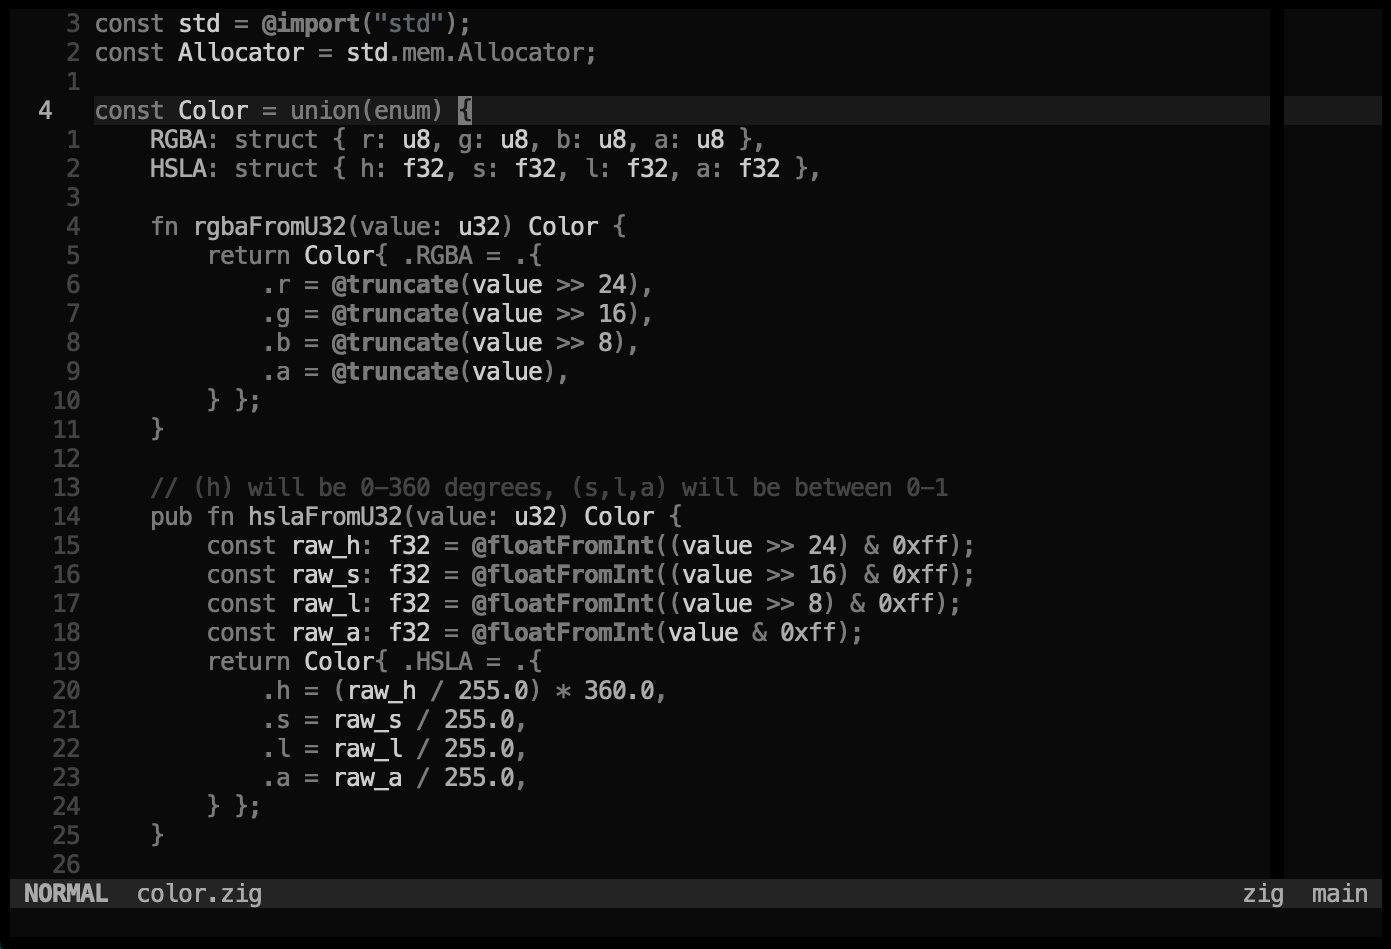 3 const std = @import("std");
2 const Allocator = std.mem.Allocator;
1
4 const Color = union(enum) {
1     RGBA: struct { r: u8, g: u8, b: u8, a: u8 },
2     HSLA: struct { h: f32, s: f32, l: f32, a: f32 },
3
4     fn rgbaFromU32(value: u32) Color {
5         return Color{ .RGBA = .{
6             .r = @truncate(value >> 24),
7             .g = @truncate(value >> 16),
8             .b = @truncate(value >> 8),
9             .a = @truncate(value),
10         } };
11     }
12
13     // (h) will be 0-360 degrees, (s,l,a) will be between 0-1
14     pub fn hslaFromU32(value: u32) Color {
15         const raw_h: f32 = @floatFromInt((value >> 24) & 0xff);
16         const raw_s: f32 = @floatFromInt((value >> 16) & 0xff);
17         const raw_l: f32 = @floatFromInt((value >> 8) & 0xff);
18         const raw_a: f32 = @floatFromInt(value & 0xff);
19         return Color{ .HSLA = .{
20             .h = (raw_h / 255.0) * 360.0,
21             .s = raw_s / 255.0,
22             .l = raw_l / 255.0,
23             .a = raw_a / 255.0,
24         } };
25     }
26
NORMAL color.zig zig main